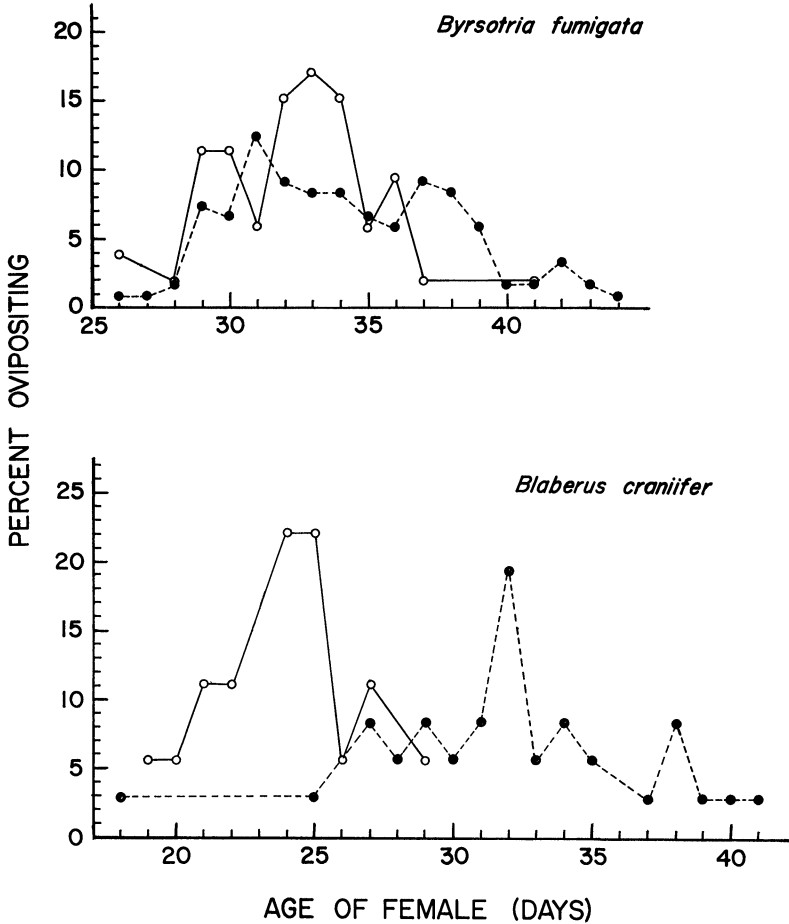 Byrsotria fumigata
20
15
10
5
0
25 30 35 40
PERCENT OVIPOSITING
Blaberus craniifer
25
20
15
10
5
0
20 25 30 35 40
AGE OF FEMALE (DAYS)